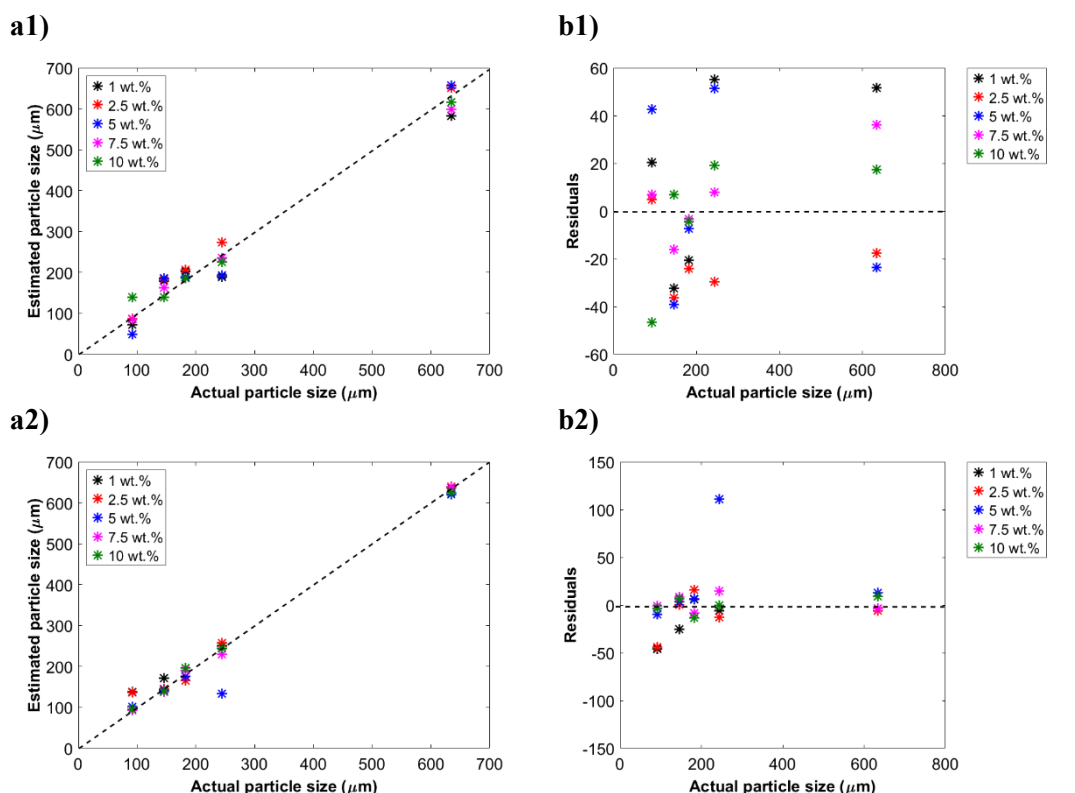 a1)
b1)
700
600
500
400
300
200
100
0
0 100 200 300 400 500 600 700
Estimated particle size (μm)
Actual particle size (μm)
1 wt.%
2.5 wt.%
5 wt.%
7.5 wt.%
10 wt.%
60
40
20
0
-20
-40
-60
0 200 400 600 800
Residuals
Actual particle size (μm)
1 wt.%
2.5 wt.%
5 wt.%
7.5 wt.%
10 wt.%
a2)
b2)
700
600
500
400
300
200
100
0
0 100 200 300 400 500 600 700
Estimated particle size (μm)
Actual particle size (μm)
1 wt.%
2.5 wt.%
5 wt.%
7.5 wt.%
10 wt.%
150
100
50
0
-50
-100
-150
0 200 400 600 800
Residuals
Actual particle size (μm)
1 wt.%
2.5 wt.%
5 wt.%
7.5 wt.%
10 wt.%